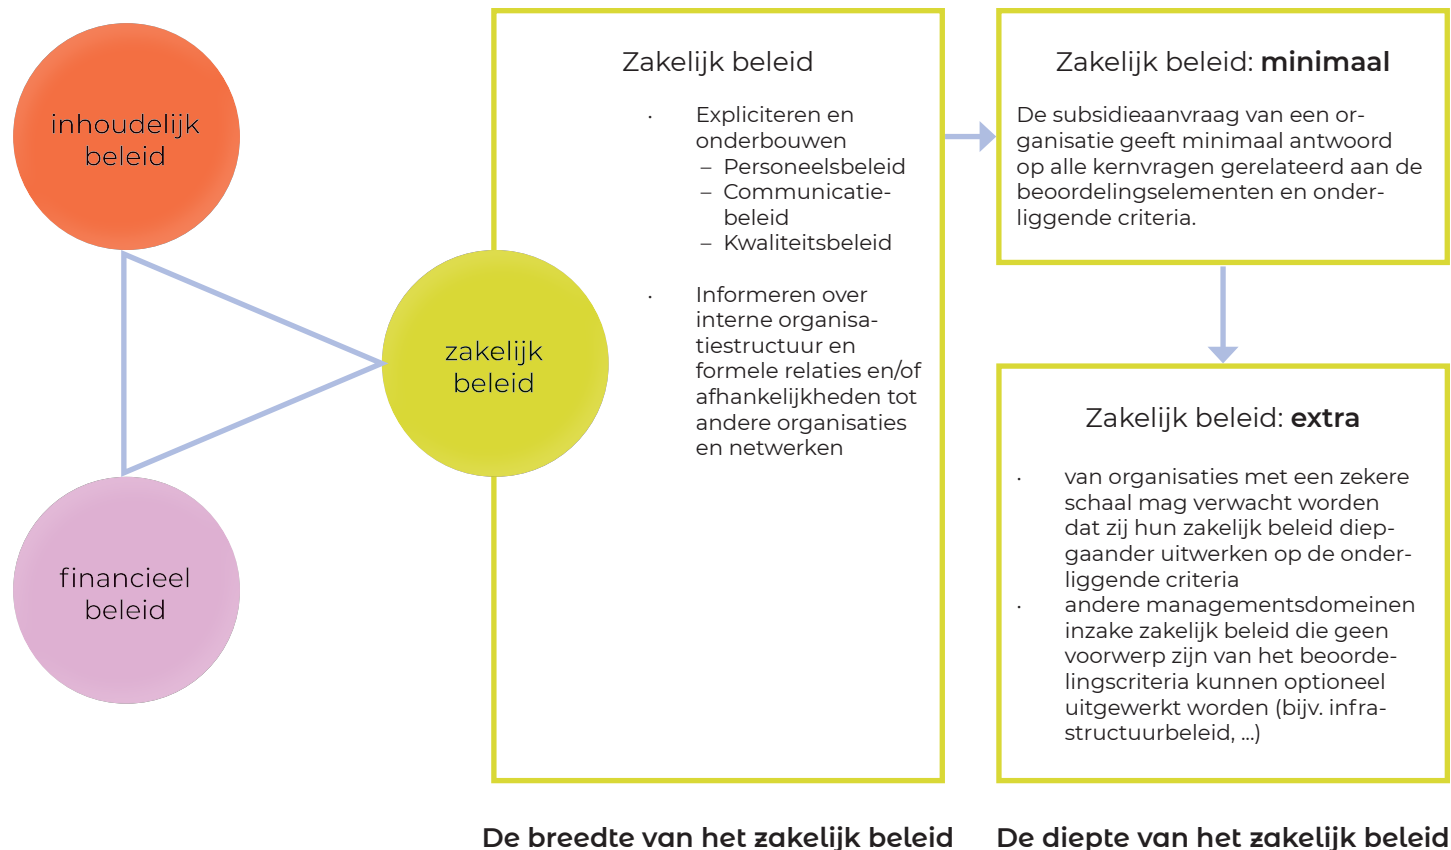 inhoudelijk
beleid
zakelijk
beleid
financieel
beleid
Zakelijk beleid
· Expliciteren en
onderbouwen
– Personeelsbeleid
– Communicatie-
beleid
– Kwaliteitsbeleid
· Informeren over
interne organisa-
tiestructuur en
formele relaties en/of
afhankelijkheden tot
andere organisaties
en netwerken
De breedte van het zakelijk beleid
Zakelijk beleid: minimaal
De subsidieaanvraag van een or-
ganisatie geeft minimaal antwoord
op alle kernvragen gerelateerd aan de
beoordelingselementen en onder-
liggende criteria.
Zakelijk beleid: extra
· van organisaties met een zekere
schaal mag verwacht worden
dat zij hun zakelijk beleid diep-
gaander uitwerken op de onder-
liggende criteria
· andere managementsdomeinen
inzake zakelijk beleid die geen
voorwerp zijn van het beoorde-
lingscriteria kunnen optioneel
uitgewerkt worden (bijv. infra-
structuurbeleid, ...)
De diepte van het zakelijk beleid